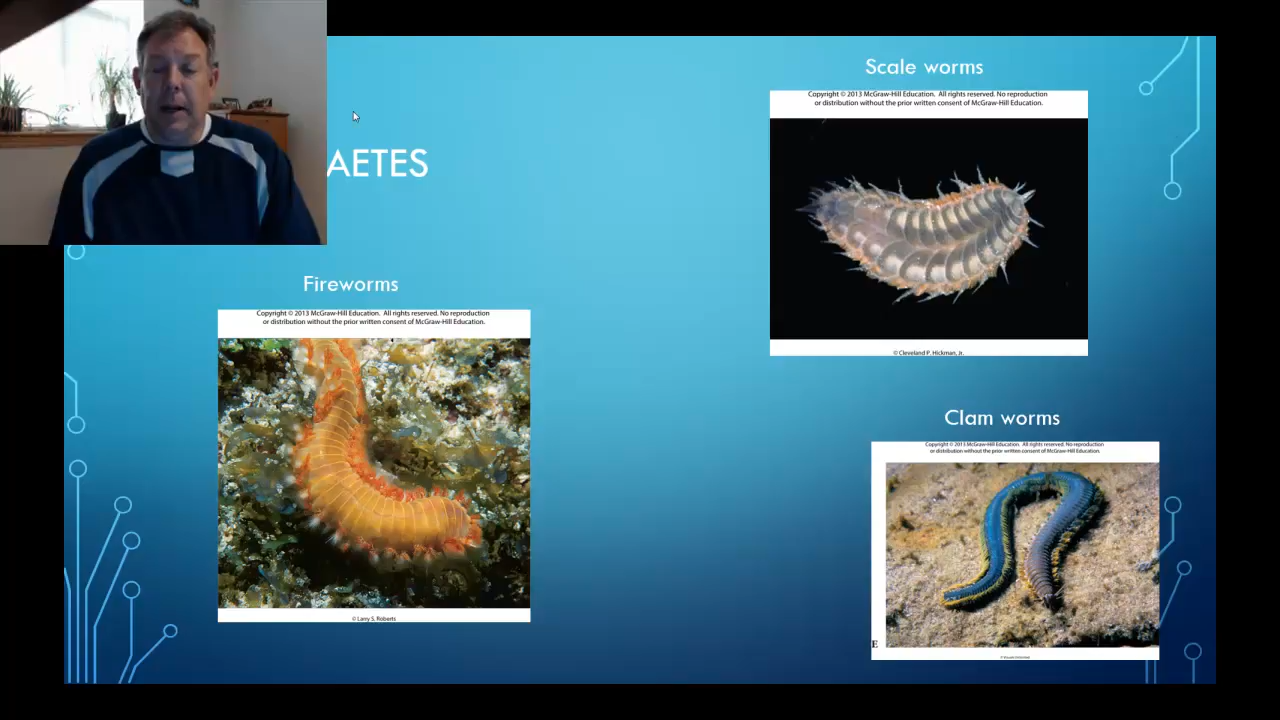 AETES
Scale worms
Copyright © 2013 McGraw-Hill Education. All rights reserved. No reproduction
or distribution without the prior written consent of McGraw-Hill Education.
© Cleveland P. Hickman, Jr.
Fireworms
Copyright © 2013 McGraw-Hill Education. All rights reserved. No reproduction
or distribution without the prior written consent of McGraw-Hill Education.
© Larry S. Roberts
Clam worms
Copyright © 2013 McGraw-Hill Education. All rights reserved. No reproduction
or distribution without the prior written consent of McGraw-Hill Education.
E